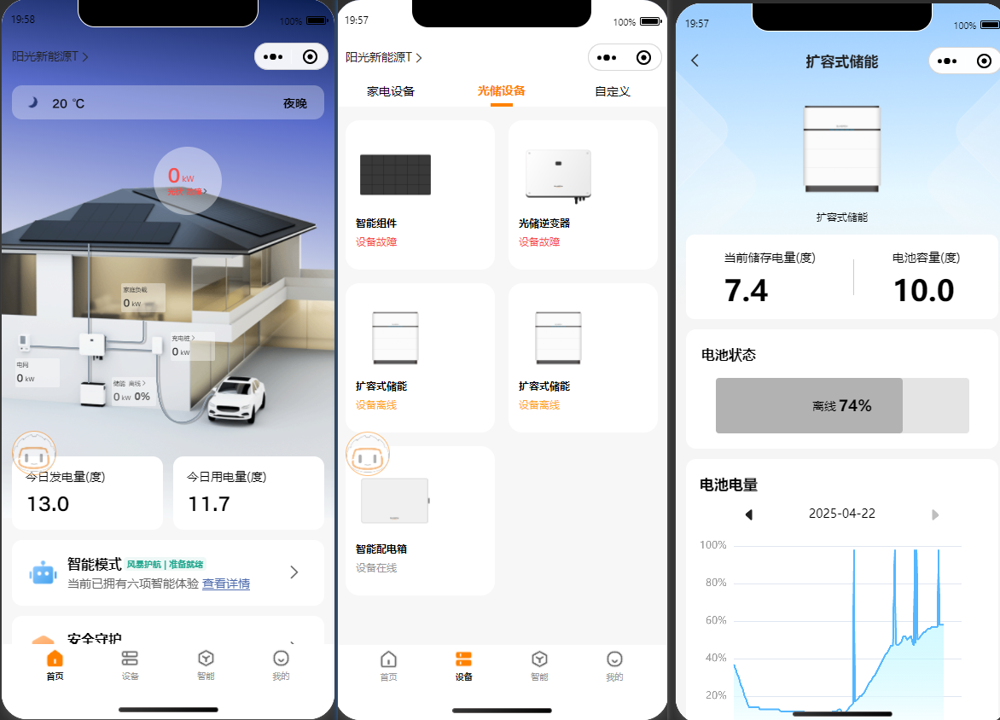 19:58
100%
阳光新能源T
20 ℃
夜晚
0 kW
家庭负载
0 kW
充电桩
0 kW
电网
0 kW
储能 离线
0 kW 0%
今日发电量(度)
13.0
今日用电量(度)
11.7
智能模式 风暴护航 | 准备就绪
当前已拥有六项智能体验 查看详情
安全守护
首页
设备
智能
我的
19:57
100%
阳光新能源T
家电设备
光储设备
自定义
智能组件
设备故障
光储逆变器
设备故障
扩容式储能
设备离线
扩容式储能
设备离线
智能配电箱
设备在线
首页
设备
智能
我的
19:57
100%
扩容式储能
扩容式储能
当前储存电量(度)
7.4
电池容量(度)
10.0
电池状态
离线 74%
电池电量
2025-04-22
100%
80%
60%
40%
20%